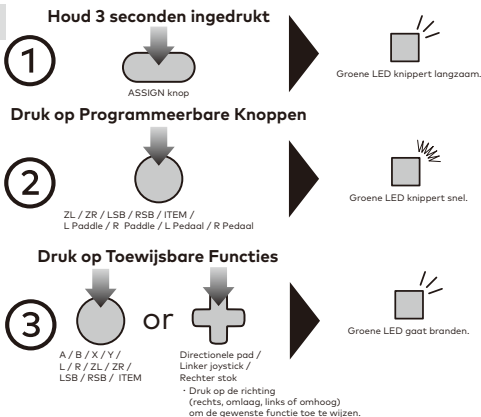 Houd 3 seconden ingedrukt
1
ASSIGN knop
Groene LED knippert langzaam.
Druk op Programmeerbare Knoppen
2
Groene LED knippert snel.
ZL / ZR / LSB / RSB / ITEM /
L Paddle / R Paddle / L Pedaal / R Pedaal
Druk op Toewijsbare Functies
3
or
Groene LED gaat branden.
A / B / X / Y /
L / R / ZL / ZR /
LSB / RSB / ITEM
Directionele pad /
Linker joystick /
Rechter stok
· Druk op de richting
(rechts, omlaag, links of omhoog)
om de gewenste functie toe te wijzen.